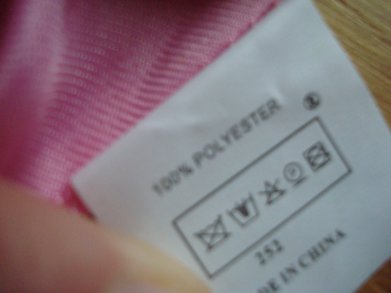 100% POLYESTER
252
DE IN CHINA